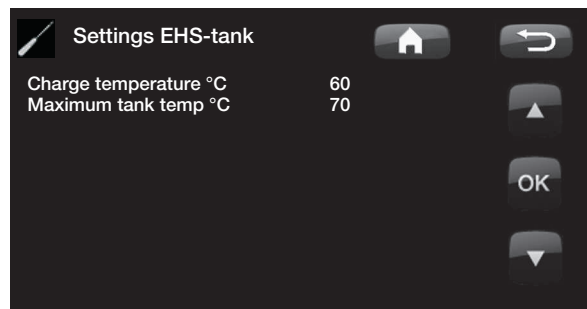 Settings EHS-tank
Charge temperature °C 60
Maximum tank temp °C 70
OK